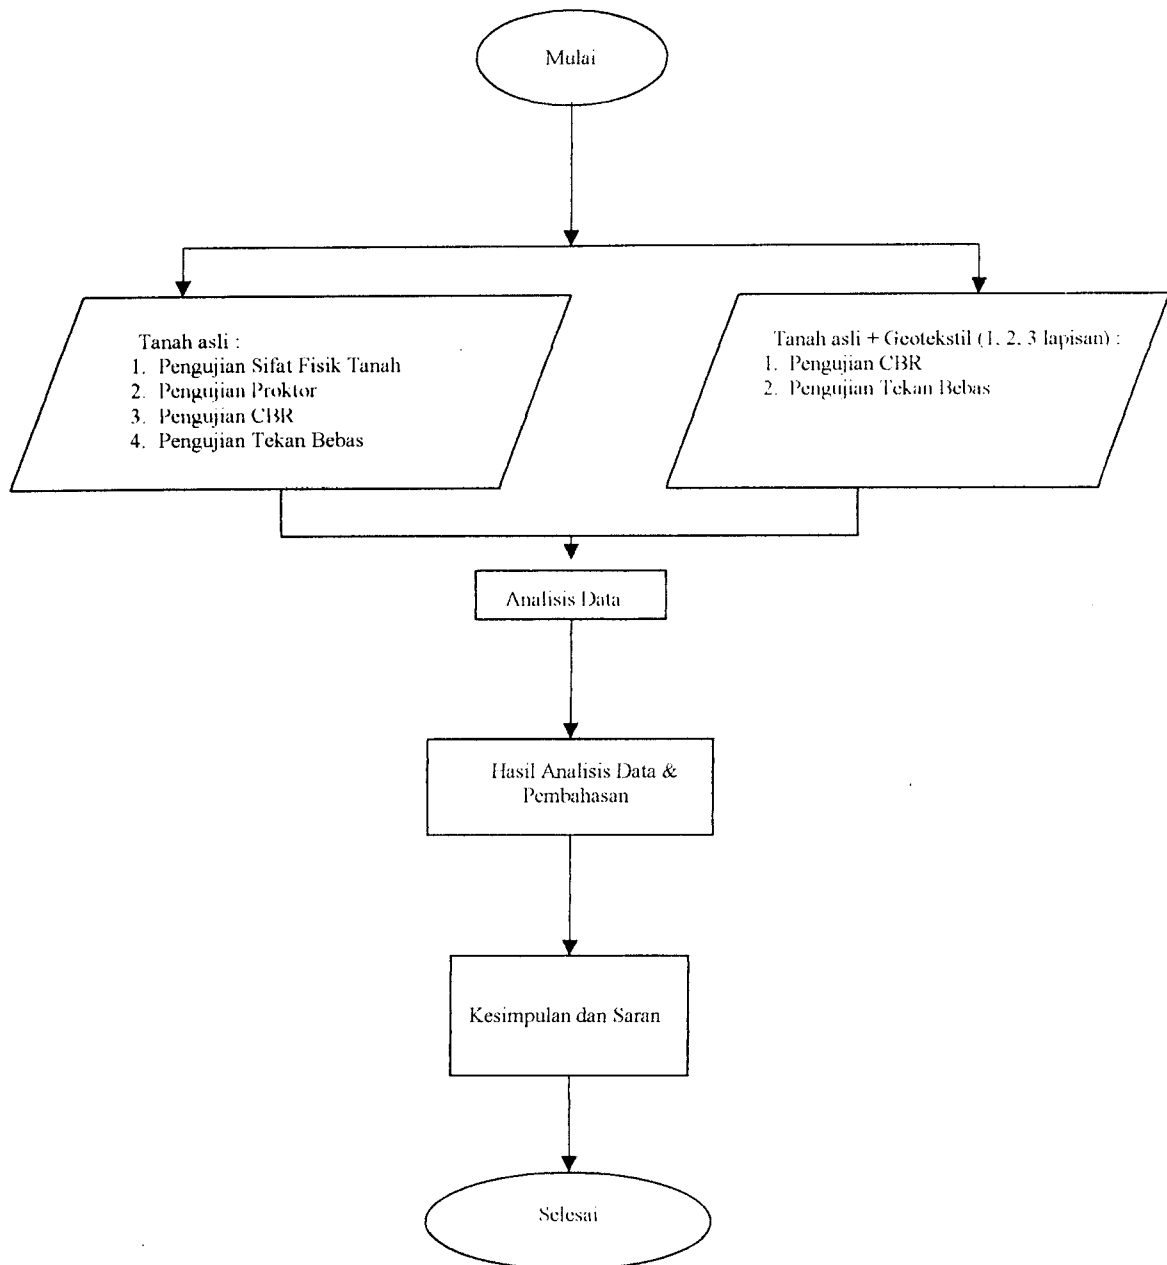 Mulai
Tanah asli :
1. Pengujian Sifat Fisik Tanah
2. Pengujian Proktor
3. Pengujian CBR
4. Pengujian Tekan Bebas
Tanah asli + Geotekstil (1, 2, 3 lapisan) :
1. Pengujian CBR
2. Pengujian Tekan Bebas
Analisis Data
Hasil Analisis Data &
Pembahasan
Kesimpulan dan Saran
Selesai